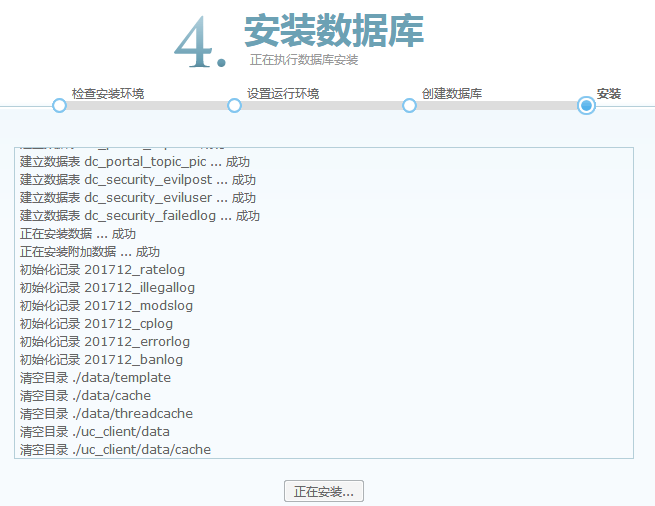 4. 安装数据库
正在执行数据库安装
检查安装环境 设置运行环境 创建数据库 安装
建立数据表 dc_portal_topic_pic ... 成功
建立数据表 dc_security_evilpost ... 成功
建立数据表 dc_security_eviluser ... 成功
建立数据表 dc_security_failedlog ... 成功
正在安装数据 ... 成功
正在安装附加数据 ... 成功
初始化记录 201712_ratelog
初始化记录 201712_illegallog
初始化记录 201712_modslog
初始化记录 201712_cplog
初始化记录 201712_errorlog
初始化记录 201712_banlog
清空目录 ./data/template
清空目录 ./data/cache
清空目录 ./data/threadcache
清空目录 ./uc_client/data
清空目录 ./uc_client/data/cache
正在安装...